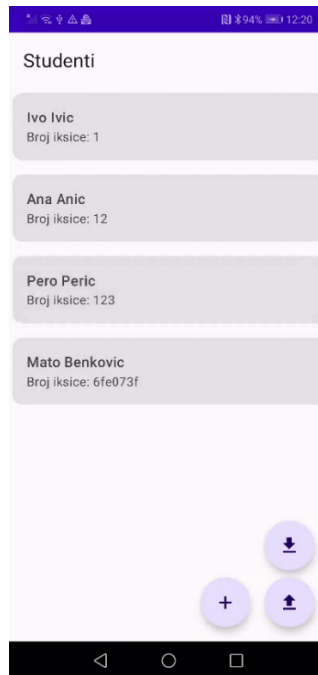 94% 12:20
Studenti
Ivo Ivic
Broj iksice: 1
Ana Anic
Broj iksice: 12
Pero Peric
Broj iksice: 123
Mato Benkovic
Broj iksice: 6fe073f